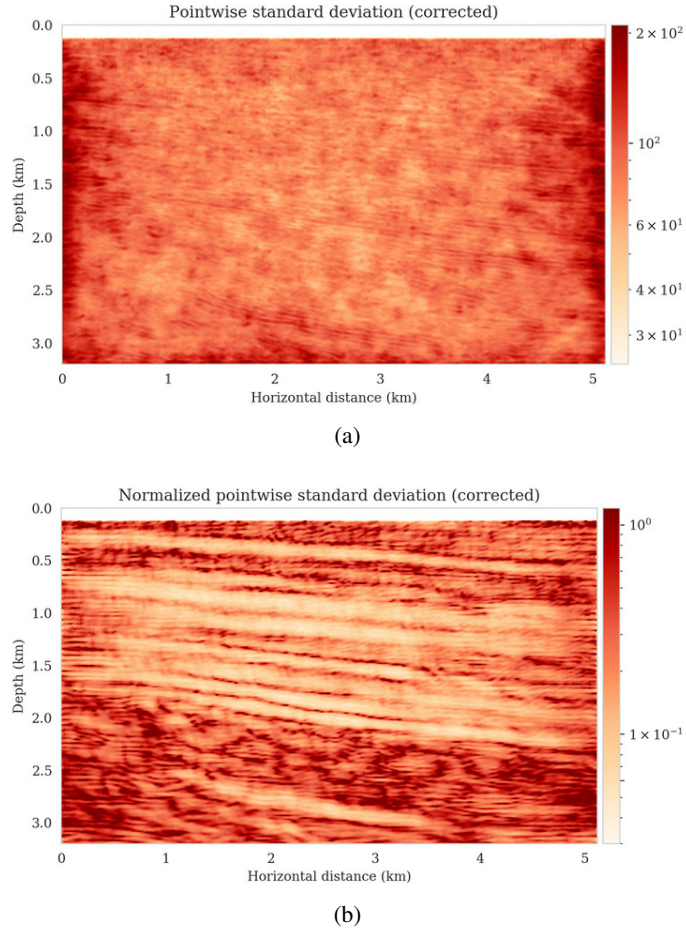 Pointwise standard deviation (corrected)
0.0
0.5
1.0
1.5
2.0
2.5
3.0
Depth (km)
0 1 2 3 4 5
Horizontal distance (km)
2 × 10²
10²
6 × 10¹
4 × 10¹
3 × 10¹
(a)
Normalized pointwise standard deviation (corrected)
0.0
0.5
1.0
1.5
2.0
2.5
3.0
Depth (km)
0 1 2 3 4 5
Horizontal distance (km)
10⁰
1 × 10⁻¹
(b)